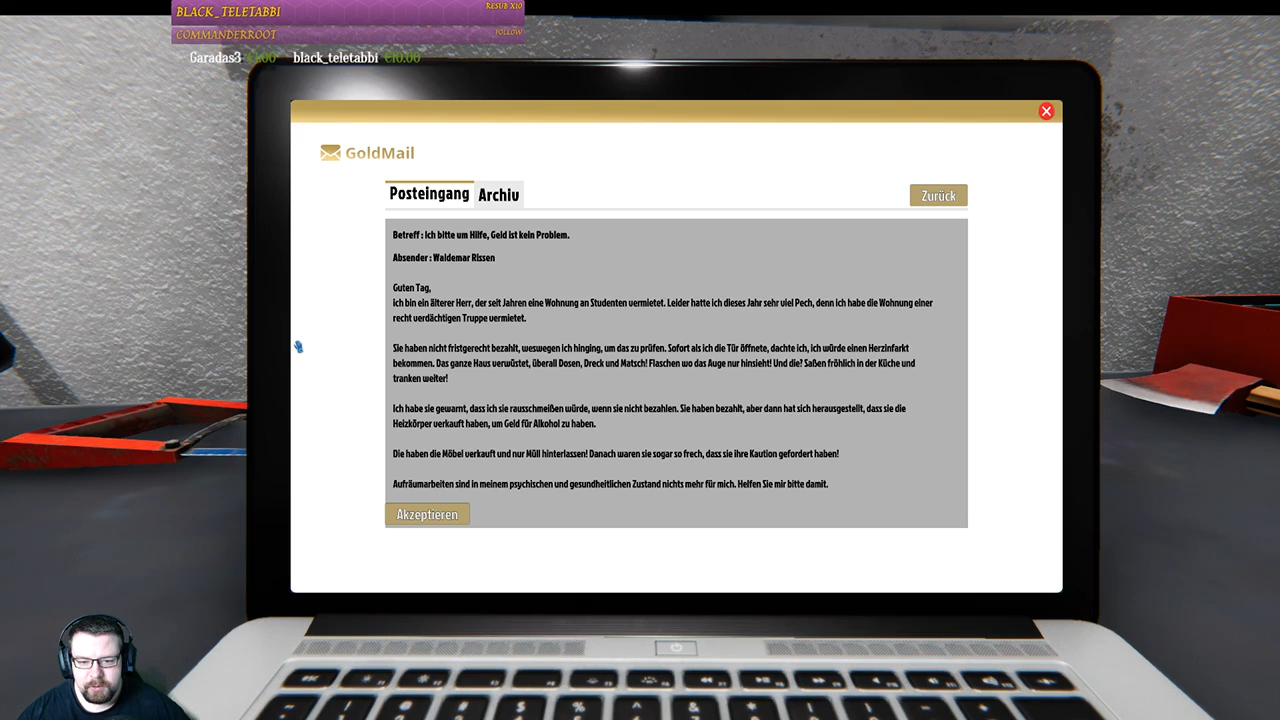 BLACK_TELETABBI
RESUB X10
COMMANDERROOT
FOLLOW
Garadas3
black_teletabbi €10.00
GoldMail
Posteingang
Archiv
Zurück
Betreff : Ich bitte um Hilfe, Geld ist kein Problem.
Absender : Waldemar Rissen
Guten Tag,
ich bin ein älterer Herr, der seit Jahren eine Wohnung an Studenten vermietet. Leider hatte ich dieses Jahr sehr viel Pech, denn ich habe die Wohnung einer
recht verdächtigen Truppe vermietet.
Sie haben nicht fristgerecht bezahlt, weswegen ich hinging, um das zu prüfen. Sofort als ich die Tür öffnete, dachte ich, ich würde einen Herzinfarkt
bekommen. Das ganze Haus verwüstet, überall Dosen, Dreck und Matsch! Flaschen wo das Auge nur hinsieht! Und die? Saßen fröhlich in der Küche und
tranken weiter!
Ich habe sie gewarnt, dass ich sie rausschmeißen würde, wenn sie nicht bezahlen. Sie haben bezahlt, aber dann hat sich herausgestellt, dass sie die
Heizkörper verkauft haben, um Geld für Alkohol zu haben.
Die haben die Möbel verkauft und nur Müll hinterlassen! Danach waren sie sogar so frech, dass sie ihre Kaution gefordert haben!
Aufräumarbeiten sind in meinem psychischen und gesundheitlichen Zustand nichts mehr für mich. Helfen Sie mir bitte damit.
Akzeptieren